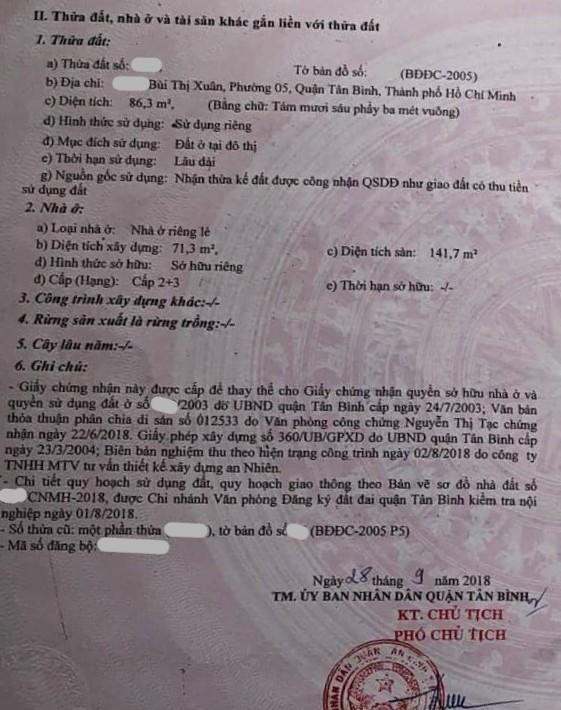 II. Thửa đất, nhà ở và tài sản khác gắn liền với thửa đất
1. Thửa đất:
a) Thửa đất số: Tờ bản đồ số: (BĐĐC-2005)
b) Địa chỉ: Bùi Thị Xuân, Phường 05, Quận Tân Bình, Thành phố Hồ Chí Minh
c) Diện tích: 86,3 m², (Bằng chữ: Tám mươi sáu phẩy ba mét vuông)
d) Hình thức sử dụng: Sử dụng riêng
đ) Mục đích sử dụng: Đất ở tại đô thị
e) Thời hạn sử dụng: Lâu dài
g) Nguồn gốc sử dụng: Nhận thừa kế đất được công nhận QSDĐ như giao đất có thu tiền
sử dụng đất
2. Nhà ở:
a) Loại nhà ở: Nhà ở riêng lẻ
b) Diện tích xây dựng: 71,3 m², c) Diện tích sàn: 141,7 m²
d) Hình thức sở hữu: Sở hữu riêng
đ) Cấp (Hạng): Cấp 2+3 e) Thời hạn sở hữu: -/-
3. Công trình xây dựng khác:-/-
4. Rừng sản xuất là rừng trồng:-/-
5. Cây lâu năm:-/-
6. Ghi chú:
- Giấy chứng nhận này được cấp để thay thế cho Giấy chứng nhận quyền sở hữu nhà ở và
quyền sử dụng đất ở số /2003 do UBND quận Tân Bình cấp ngày 24/7/2003; Văn bản
thỏa thuận phân chia di sản số 012533 do Văn phòng công chứng Nguyễn Thị Tạc chứng
nhận ngày 22/6/2018. Giấy phép xây dựng số 360/UB/GPXD do UBND quận Tân Bình cấp
ngày 23/3/2004; Biên bản nghiệm thu theo hiện trạng công trình ngày 02/8/2018 do công ty
TNHH MTV tư vấn thiết kế xây dựng an Nhiên.
- Chi tiết quy hoạch sử dụng đất, quy hoạch giao thông theo Bản vẽ sơ đồ nhà đất số
CNMH-2018, được Chi nhánh Văn phòng Đăng ký đất đai quận Tân Bình kiểm tra nội
nghiệp ngày 01/8/2018.
- Số thửa cũ: một phần thửa ), tờ bản đồ số (BĐĐC-2005 P5)
- Mã số đăng bộ:
Ngày 28 tháng 9 năm 2018
TM. ỦY BAN NHÂN DÂN QUẬN TÂN BÌNH
KT. CHỦ TỊCH
PHÓ CHỦ TỊCH